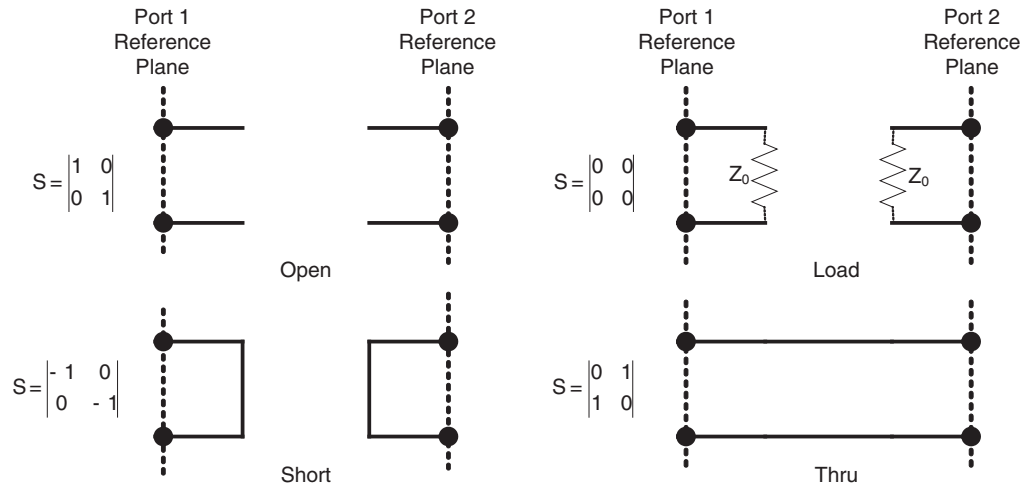 Port 1
Reference
Plane
Port 2
Reference
Plane
S = |1 0|
|0 1|
Open
Port 1
Reference
Plane
Port 2
Reference
Plane
S = |0 0|
|0 0|
Z0
Z0
Load
S = |- 1 0|
|0 - 1|
Short
S = |0 1|
|1 0|
Thru